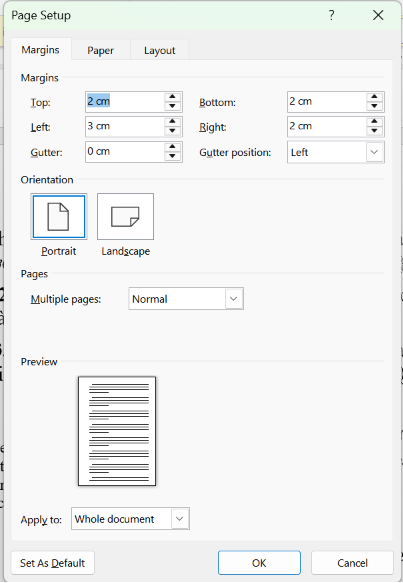 Page Setup
?
Margins Paper Layout
Margins
Top: 2 cm Bottom: 2 cm
Left: 3 cm Right: 2 cm
Gutter: 0 cm Gutter position: Left
Orientation
Portrait Landscape
Pages
Multiple pages: Normal
Preview
Apply to: Whole document
Set As Default OK Cancel